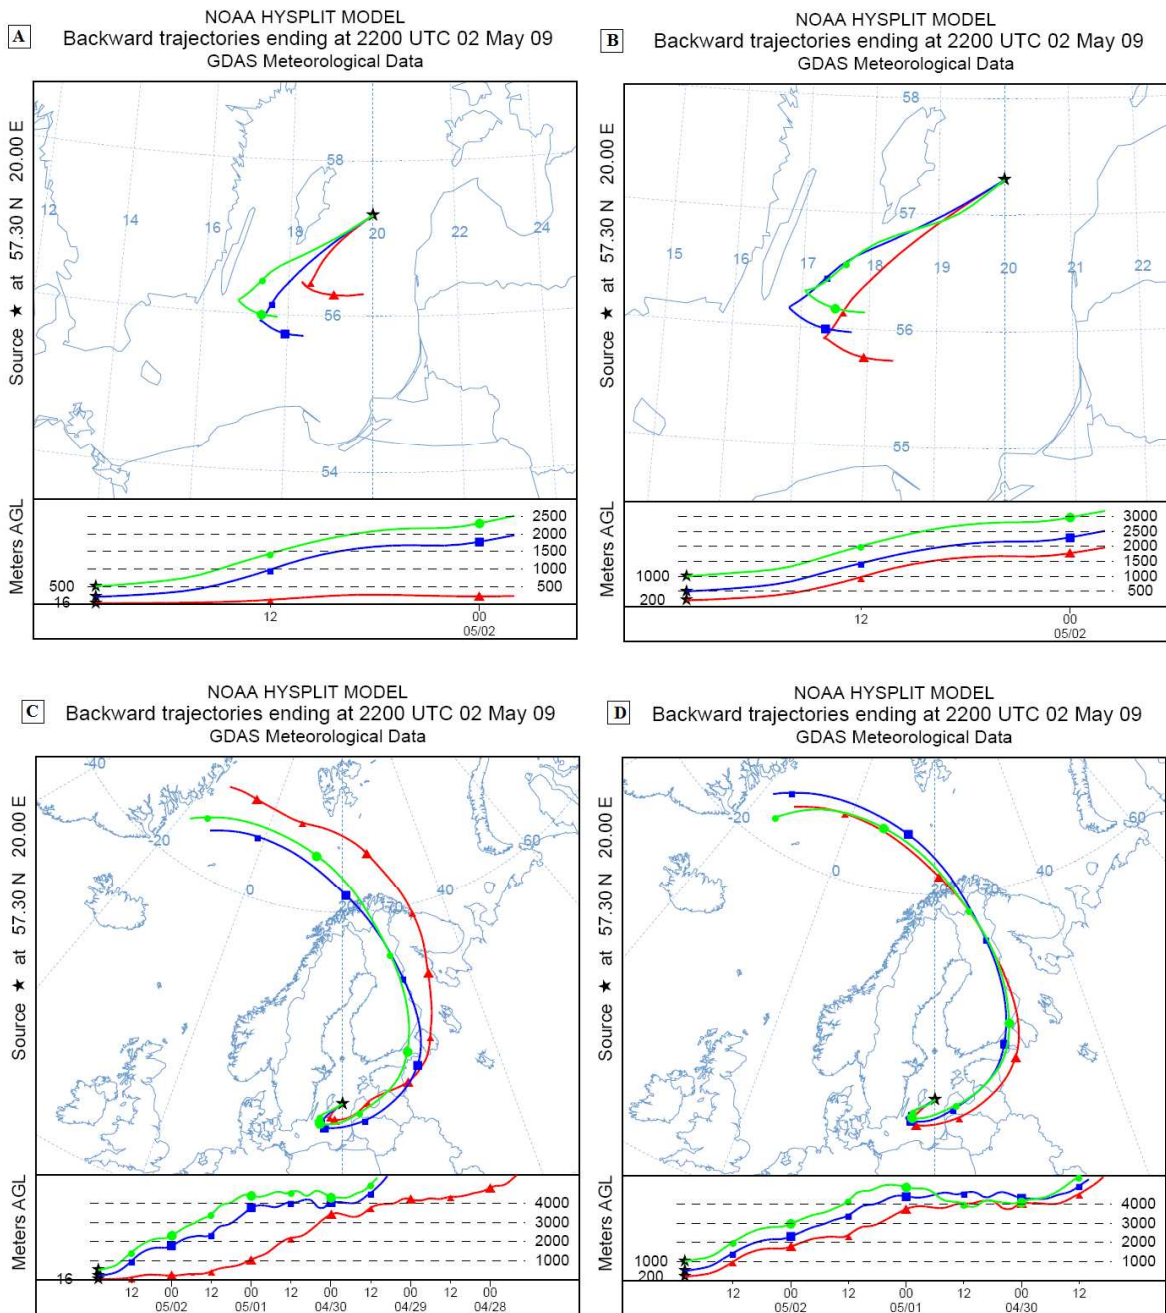 A
NOAA HYSPLIT MODEL
Backward trajectories ending at 2200 UTC 02 May 09
GDAS Meteorological Data
Source ★ at 57.30 N 20.00 E
58
12 14 16 18 20 22 24
56
54
Meters AGL
2500
2000
1500
1000
500 500
16
12 00
05/02
B
NOAA HYSPLIT MODEL
Backward trajectories ending at 2200 UTC 02 May 09
GDAS Meteorological Data
Source ★ at 57.30 N 20.00 E
58
57
15 16 17 18 19 20 21 22
56
55
Meters AGL
3000
2500
2000
1500
1000 1000
500
200
12 00
05/02
C
NOAA HYSPLIT MODEL
Backward trajectories ending at 2200 UTC 02 May 09
GDAS Meteorological Data
Source ★ at 57.30 N 20.00 E
-40
-20 60
0 40
70
Meters AGL
4000
3000
2000
1000
16
12 00 12 00 12 00 12 00 12 00
05/02 05/01 04/30 04/29 04/28
D
NOAA HYSPLIT MODEL
Backward trajectories ending at 2200 UTC 02 May 09
GDAS Meteorological Data
Source ★ at 57.30 N 20.00 E
-40
-20 60
0 20 70 40
Meters AGL
4000
3000
2000
1000 1000
200
12 00 12 00 12 00 12
05/02 05/01 04/30